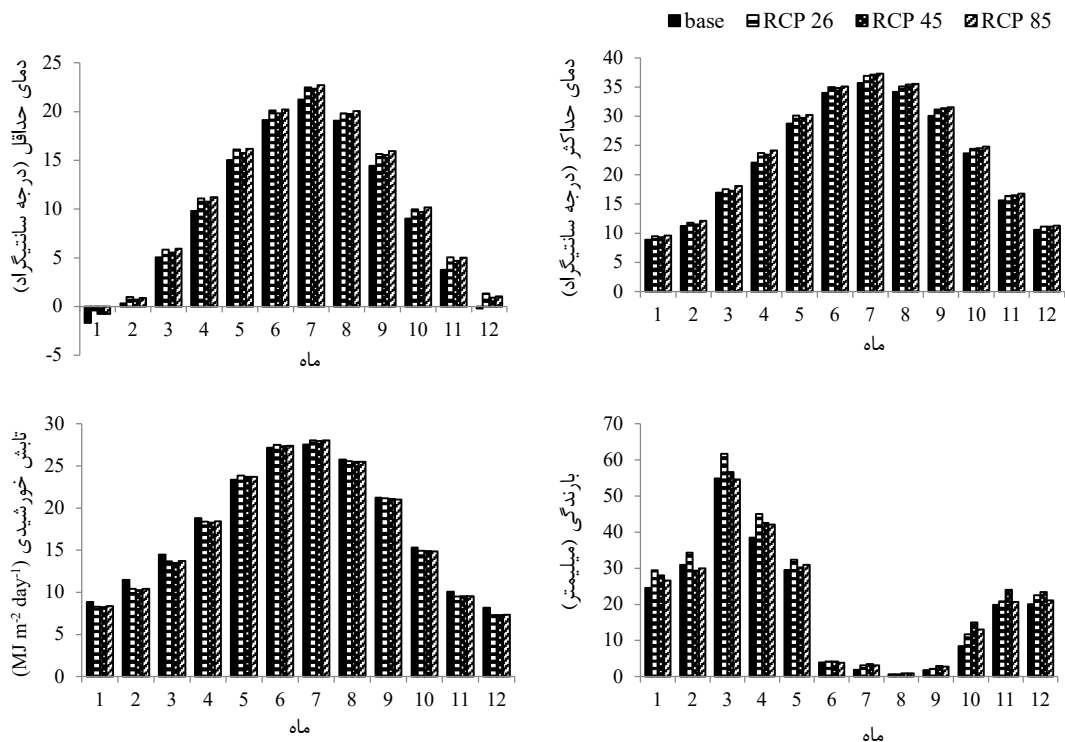 base RCP 26 RCP 45 RCP 85
دمای حداقل (درجه سانتیگراد)
25
20
15
10
5
0
-5
1 2 3 4 5 6 7 8 9 10 11 12
ماه
دمای حداکثر (درجه سانتیگراد)
40
35
30
25
20
15
10
5
0
1 2 3 4 5 6 7 8 9 10 11 12
ماه
تابش خورشیدی (MJ m⁻² day⁻¹)
30
25
20
15
10
5
0
1 2 3 4 5 6 7 8 9 10 11 12
ماه
بارندگی (میلیمتر)
70
60
50
40
30
20
10
0
1 2 3 4 5 6 7 8 9 10 11 12
ماه